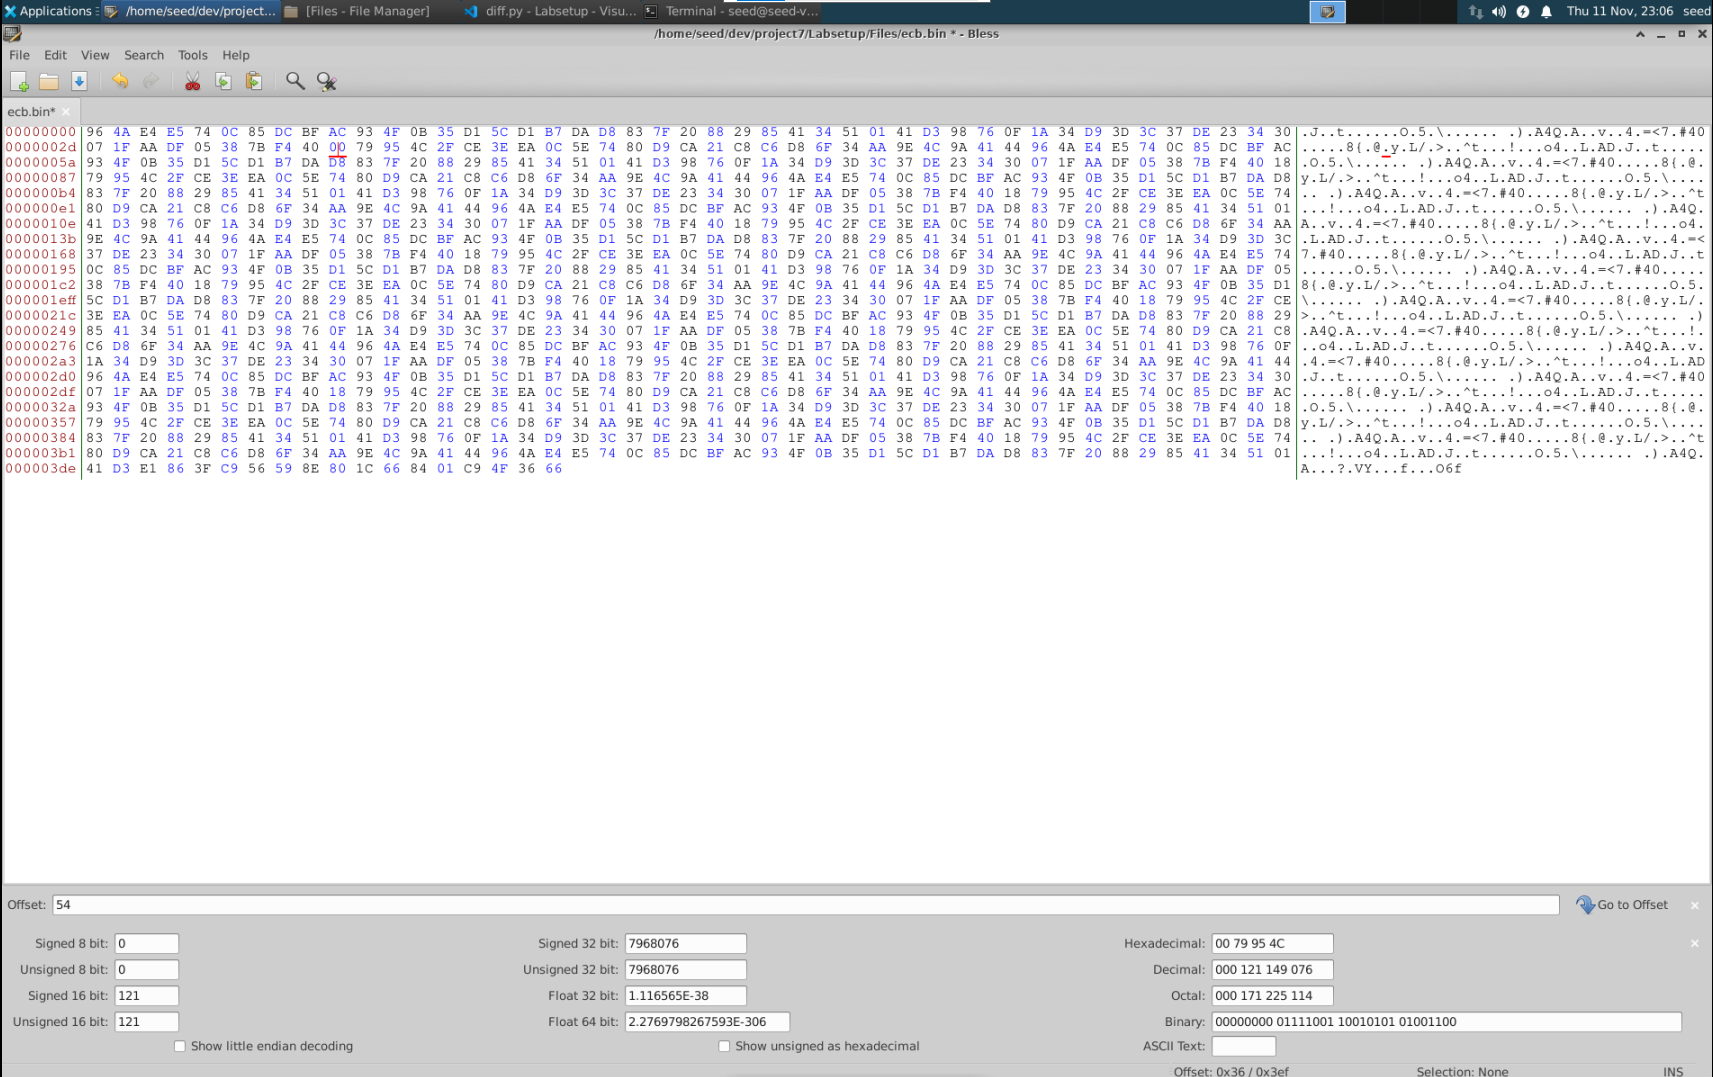 Applications /home/seed/dev/project... [Files - File Manager] diff.py - Labsetup - Visu... Terminal - seed@seed-v... Thu 11 Nov, 23:06 seed
/home/seed/dev/project7/Labsetup/Files/ecb.bin * - Bless
File Edit View Search Tools Help
ecb.bin*
00000000 96 4A E4 E5 74 0C 85 DC BF AC 93 4F 0B 35 D1 5C D1 B7 DA D8 83 7F 20 88 29 85 41 34 51 01 41 D3 98 76 0F 1A 34 D9 3D 3C 37 DE 23 34 30 .J..t......O.5.\...... .).A4Q.A..v..4.=<7.#40
0000002d 07 1F AA DF 05 38 7B F4 40 00 79 95 4C 2F CE 3E EA 0C 5E 74 80 D9 CA 21 C8 C6 D8 6F 34 AA 9E 4C 9A 41 44 96 4A E4 E5 74 0C 85 DC BF AC .....8{.@.y.L/.>..^t...!...o4..L.AD.J..t.....
0000005a 93 4F 0B 35 D1 5C D1 B7 DA D8 83 7F 20 88 29 85 41 34 51 01 41 D3 98 76 0F 1A 34 D9 3D 3C 37 DE 23 34 30 07 1F AA DF 05 38 7B F4 40 18 .O.5.\...... .).A4Q.A..v..4.=<7.#40.....8{.@.
00000087 79 95 4C 2F CE 3E EA 0C 5E 74 80 D9 CA 21 C8 C6 D8 6F 34 AA 9E 4C 9A 41 44 96 4A E4 E5 74 0C 85 DC BF AC 93 4F 0B 35 D1 5C D1 B7 DA D8 y.L/.>..^t...!...o4..L.AD.J..t......O.5.\....
000000b4 83 7F 20 88 29 85 41 34 51 01 41 D3 98 76 0F 1A 34 D9 3D 3C 37 DE 23 34 30 07 1F AA DF 05 38 7B F4 40 18 79 95 4C 2F CE 3E EA 0C 5E 74 .. .).A4Q.A..v..4.=<7.#40.....8{.@.y.L/.>..^t
000000e1 80 D9 CA 21 C8 C6 D8 6F 34 AA 9E 4C 9A 41 44 96 4A E4 E5 74 0C 85 DC BF AC 93 4F 0B 35 D1 5C D1 B7 DA D8 83 7F 20 88 29 85 41 34 51 01 ...!...o4..L.AD.J..t......O.5.\...... .).A4Q.
0000010e 41 D3 98 76 0F 1A 34 D9 3D 3C 37 DE 23 34 30 07 1F AA DF 05 38 7B F4 40 18 79 95 4C 2F CE 3E EA 0C 5E 74 80 D9 CA 21 C8 C6 D8 6F 34 AA A..v..4.=<7.#40.....8{.@.y.L/.>..^t...!...o4.
0000013b 9E 4C 9A 41 44 96 4A E4 E5 74 0C 85 DC BF AC 93 4F 0B 35 D1 5C D1 B7 DA D8 83 7F 20 88 29 85 41 34 51 01 41 D3 98 76 0F 1A 34 D9 3D 3C .L.AD.J..t......O.5.\...... .).A4Q.A..v..4.=<
00000168 37 DE 23 34 30 07 1F AA DF 05 38 7B F4 40 18 79 95 4C 2F CE 3E EA 0C 5E 74 80 D9 CA 21 C8 C6 D8 6F 34 AA 9E 4C 9A 41 44 96 4A E4 E5 74 7.#40.....8{.@.y.L/.>..^t...!...o4..L.AD.J..t
00000195 0C 85 DC BF AC 93 4F 0B 35 D1 5C D1 B7 DA D8 83 7F 20 88 29 85 41 34 51 01 41 D3 98 76 0F 1A 34 D9 3D 3C 37 DE 23 34 30 07 1F AA DF 05 ......O.5.\...... .).A4Q.A..v..4.=<7.#40.....
000001c2 38 7B F4 40 18 79 95 4C 2F CE 3E EA 0C 5E 74 80 D9 CA 21 C8 C6 D8 6F 34 AA 9E 4C 9A 41 44 96 4A E4 E5 74 0C 85 DC BF AC 93 4F 0B 35 D1 8{.@.y.L/.>..^t...!...o4..L.AD.J..t......O.5.
000001ef 5C D1 B7 DA D8 83 7F 20 88 29 85 41 34 51 01 41 D3 98 76 0F 1A 34 D9 3D 3C 37 DE 23 34 30 07 1F AA DF 05 38 7B F4 40 18 79 95 4C 2F CE \...... .).A4Q.A..v..4.=<7.#40.....8{.@.y.L/.
0000021c 3E EA 0C 5E 74 80 D9 CA 21 C8 C6 D8 6F 34 AA 9E 4C 9A 41 44 96 4A E4 E5 74 0C 85 DC BF AC 93 4F 0B 35 D1 5C D1 B7 DA D8 83 7F 20 88 29 >..^t...!...o4..L.AD.J..t......O.5.\...... .)
00000249 85 41 34 51 01 41 D3 98 76 0F 1A 34 D9 3D 3C 37 DE 23 34 30 07 1F AA DF 05 38 7B F4 40 18 79 95 4C 2F CE 3E EA 0C 5E 74 80 D9 CA 21 C8 .A4Q.A..v..4.=<7.#40.....8{.@.y.L/.>..^t...!.
00000276 C6 D8 6F 34 AA 9E 4C 9A 41 44 96 4A E4 E5 74 0C 85 DC BF AC 93 4F 0B 35 D1 5C D1 B7 DA D8 83 7F 20 88 29 85 41 34 51 01 41 D3 98 76 0F ..o4..L.AD.J..t......O.5.\...... .).A4Q.A..v.
000002a3 1A 34 D9 3D 3C 37 DE 23 34 30 07 1F AA DF 05 38 7B F4 40 18 79 95 4C 2F CE 3E EA 0C 5E 74 80 D9 CA 21 C8 C6 D8 6F 34 AA 9E 4C 9A 41 44 .4.=<7.#40.....8{.@.y.L/.>..^t...!...o4..L.AD
000002d0 96 4A E4 E5 74 0C 85 DC BF AC 93 4F 0B 35 D1 5C D1 B7 DA D8 83 7F 20 88 29 85 41 34 51 01 41 D3 98 76 0F 1A 34 D9 3D 3C 37 DE 23 34 30 .J..t......O.5.\...... .).A4Q.A..v..4.=<7.#40
000002df 07 1F AA DF 05 38 7B F4 40 18 79 95 4C 2F CE 3E EA 0C 5E 74 80 D9 CA 21 C8 C6 D8 6F 34 AA 9E 4C 9A 41 44 96 4A E4 E5 74 0C 85 DC BF AC .....8{.@.y.L/.>..^t...!...o4..L.AD.J..t.....
0000032a 93 4F 0B 35 D1 5C D1 B7 DA D8 83 7F 20 88 29 85 41 34 51 01 41 D3 98 76 0F 1A 34 D9 3D 3C 37 DE 23 34 30 07 1F AA DF 05 38 7B F4 40 18 .O.5.\...... .).A4Q.A..v..4.=<7.#40.....8{.@.
00000357 79 95 4C 2F CE 3E EA 0C 5E 74 80 D9 CA 21 C8 C6 D8 6F 34 AA 9E 4C 9A 41 44 96 4A E4 E5 74 0C 85 DC BF AC 93 4F 0B 35 D1 5C D1 B7 DA D8 y.L/.>..^t...!...o4..L.AD.J..t......O.5.\....
00000384 83 7F 20 88 29 85 41 34 51 01 41 D3 98 76 0F 1A 34 D9 3D 3C 37 DE 23 34 30 07 1F AA DF 05 38 7B F4 40 18 79 95 4C 2F CE 3E EA 0C 5E 74 .. .).A4Q.A..v..4.=<7.#40.....8{.@.y.L/.>..^t
000003b1 80 D9 CA 21 C8 C6 D8 6F 34 AA 9E 4C 9A 41 44 96 4A E4 E5 74 0C 85 DC BF AC 93 4F 0B 35 D1 5C D1 B7 DA D8 83 7F 20 88 29 85 41 34 51 01 ...!...o4..L.AD.J..t......O.5.\...... .).A4Q.
000003de 41 D3 E1 86 3F C9 56 59 8E 80 1C 66 84 01 C9 4F 36 66 A...?.VY...f...O6f
Offset: 54 Go to Offset
Signed 8 bit: 0 Signed 32 bit: 7968076 Hexadecimal: 00 79 95 4C
Unsigned 8 bit: 0 Unsigned 32 bit: 7968076 Decimal: 000 121 149 076
Signed 16 bit: 121 Float 32 bit: 1.116565E-38 Octal: 000 171 225 114
Unsigned 16 bit: 121 Float 64 bit: 2.2769798267593E-306 Binary: 00000000 01111001 10010101 01001100
Show little endian decoding Show unsigned as hexadecimal ASCII Text:
Offset: 0x36 / 0x3ef Selection: None INS